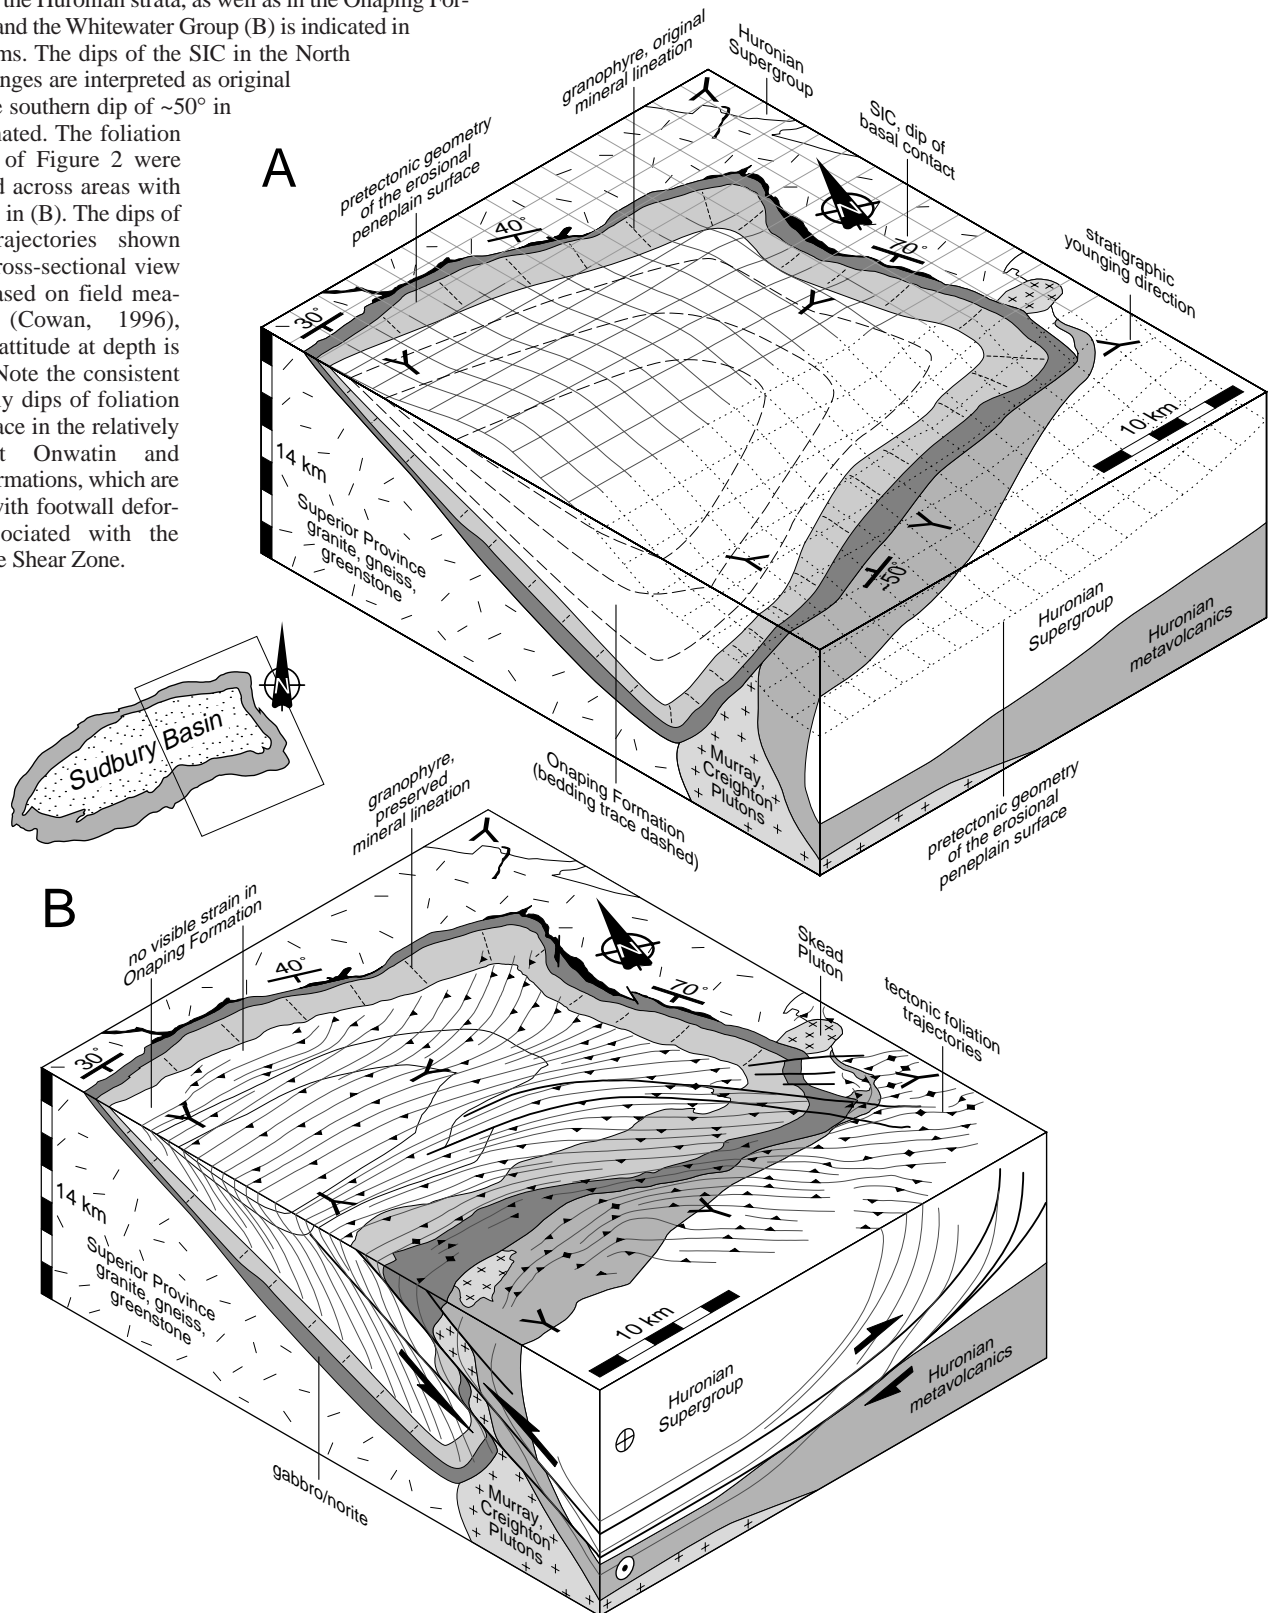 the Huronian strata, as well as in the Onaping For-
and the Whitewater Group (B) is indicated in
ms. The dips of the SIC in the North
nges are interpreted as original
e southern dip of ~50° in
nated. The foliation
of Figure 2 were
d across areas with
in (B). The dips of
rajectories shown
ross-sectional view
ased on field mea-
(Cowan, 1996),
attitude at depth is
Note the consistent
ly dips of foliation
ace in the relatively
t Onwatin and
rmations, which are
with footwall defor-
sociated with the
e Shear Zone.
A
pretectonic geometry
of the erosional
peneplain surface
granophyre, original
mineral lineation
Huronian
Supergroup
SIC, dip of
basal contact
stratigraphic
younging direction
N
40°
70°
30°
~50°
10 km
14 km
Superior Province
granite, gneiss,
greenstone
Huronian
Supergroup
Huronian
metavolcanics
Murray,
Creighton
Plutons
Onaping Formation
(bedding trace dashed)
pretectonic geometry
of the erosional
peneplain surface
N
Sudbury Basin
B
no visible strain in
Onaping Formation
granophyre,
preserved
mineral lineation
Skead
Pluton
tectonic foliation
trajectories
N
40°
70°
30°
14 km
Superior Province
granite, gneiss,
greenstone
10 km
Huronian
Supergroup
Huronian
metavolcanics
gabbro/norite
Murray,
Creighton
Plutons